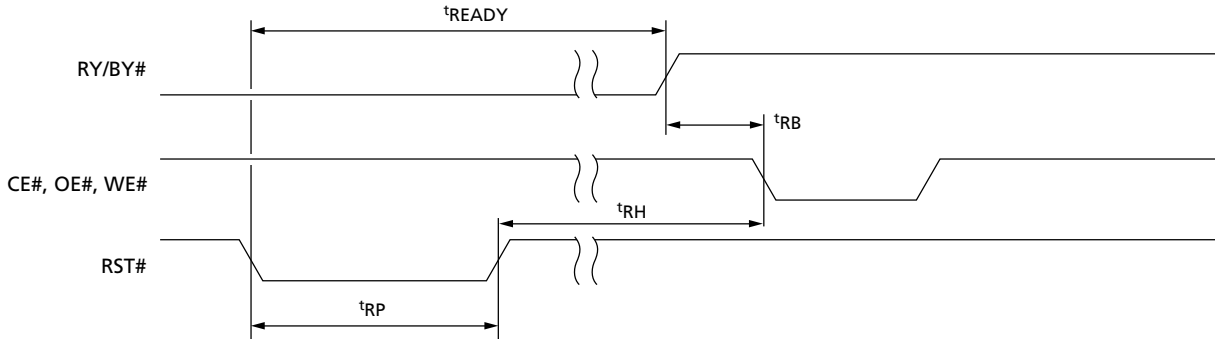 tREADY
RY/BY#
tRB
CE#, OE#, WE#
tRH
RST#
tRP